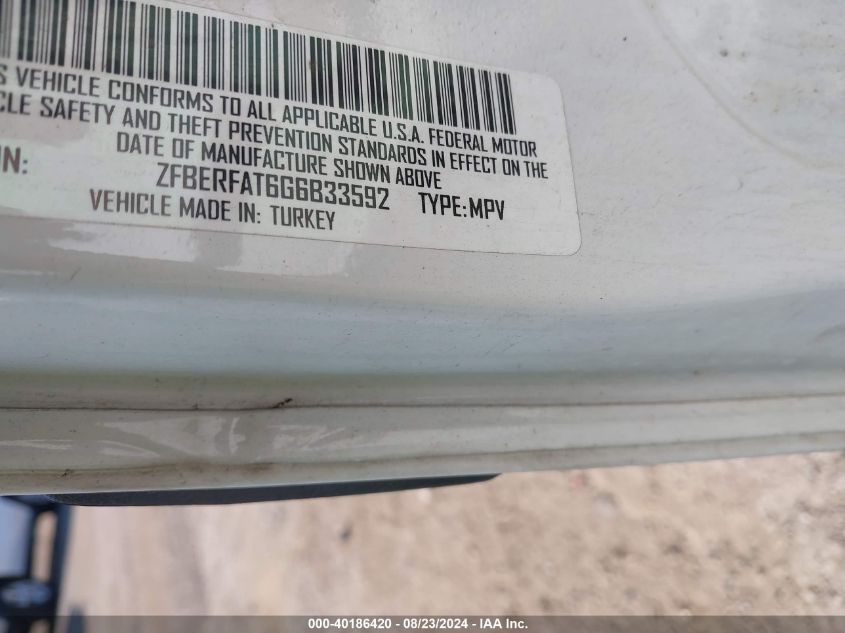 VEHICLE CONFORMS TO ALL APPLICABLE U.S.A. FEDERAL MOTOR
SAFETY AND THEFT PREVENTION STANDARDS IN EFFECT ON THE
DATE OF MANUFACTURE SHOWN ABOVE
ZFBERFAT6G6B33592 TYPE: MPV
VEHICLE MADE IN: TURKEY
000-40186420 - 08/23/2024 - IAA Inc.